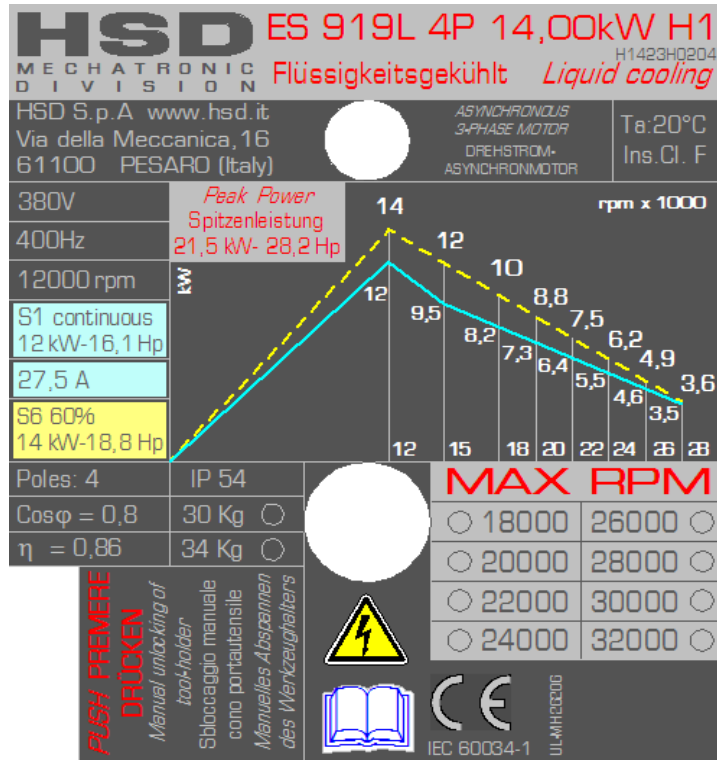 HSD
MECHATRONIC
DIVISION
ES 919L 4P 14,00kW H1
H1423H0204
Flüssigkeitsgekühlt Liquid cooling
HSD S.p.A www.hsd.it
Via della Meccanica,16
61100 PESARO (Italy)
ASYNCHRONOUS
3-PHASE MOTOR
DREHSTROM-
ASYNCHRONMOTOR
Ta:20°C
Ins.Cl. F
380V
400Hz
12000 rpm
S1 continuous
12 kW-16,1 Hp
27,5 A
S6 60%
14 kW-18,8 Hp
Peak Power
Spitzenleistung
21,5 kW- 28,2 Hp
rpm x 1000
kW
14
12
10
8,8
7,5
6,2
4,9
3,6
12
9,5
8,2
7,3
6,4
5,5
4,6
3,5
12 15 18 20 22 24 26 28
Poles: 4 IP 54
Cosφ = 0,8 30 Kg
η = 0,86 34 Kg
MAX RPM
18000 26000
20000 28000
22000 30000
24000 32000
PUSH PREMERE
DRÜCKEN
Manual unlocking of
tool-holder
Sbloccaggio manuale
cono portautensile
Manuelles Abspannen
des Werkzeughalters
CE
IEC 60034-1
UL-MH26206